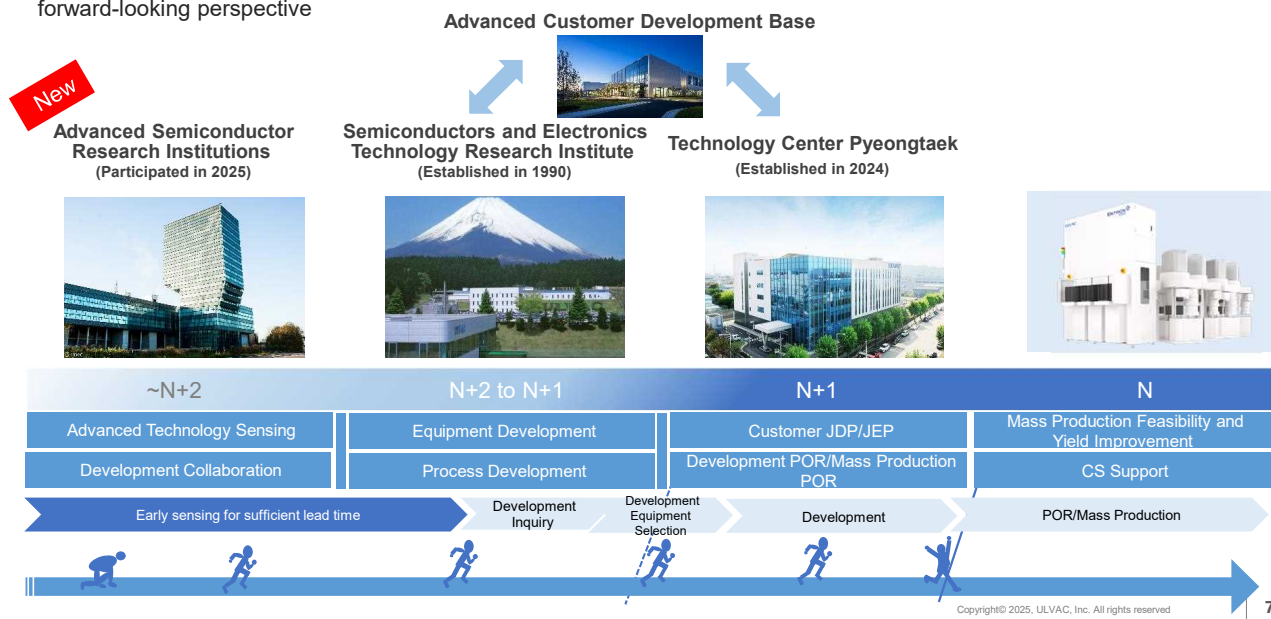 forward-looking perspective
Advanced Customer Development Base
New
Advanced Semiconductor
Research Institutions
(Participated in 2025)
Semiconductors and Electronics
Technology Research Institute
(Established in 1990)
Technology Center Pyeongtaek
(Established in 2024)
~N+2
N+2 to N+1
N+1
N
Advanced Technology Sensing
Equipment Development
Customer JDP/JEP
Mass Production Feasibility and
Yield Improvement
Development Collaboration
Process Development
Development POR/Mass Production
POR
CS Support
Early sensing for sufficient lead time
Development
Inquiry
Development
Equipment
Selection
Development
POR/Mass Production
Copyright© 2025, ULVAC, Inc. All rights reserved
7